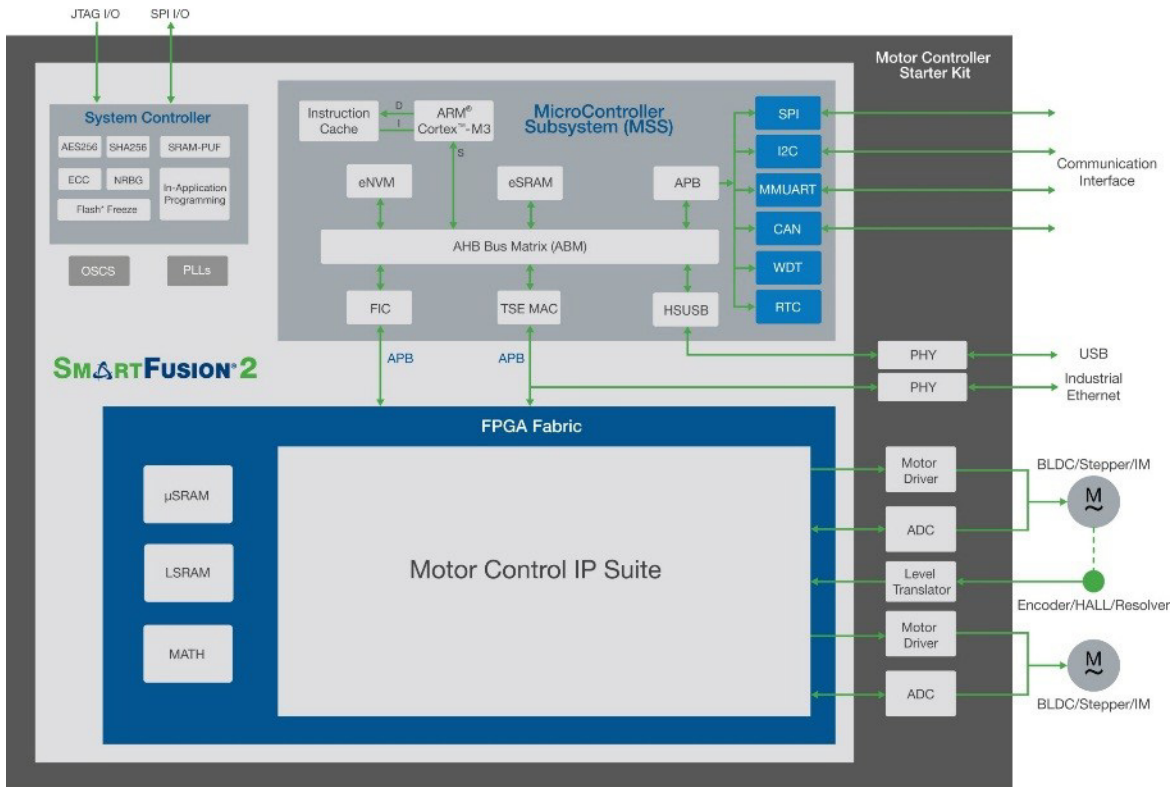 JTAG I/O
SPI I/O
Motor Controller
Starter Kit
System Controller
AES256
SHA256
SRAM-PUF
ECC
NRBG
In-Application
Programming
Flash* Freeze
OSCS
PLLs
MicroController
Subsystem (MSS)
Instruction
Cache
D
I
S
ARM®
Cortex™-M3
eNVM
eSRAM
APB
AHB Bus Matrix (ABM)
FIC
TSE MAC
HSUSB
SPI
I2C
MMUART
CAN
WDT
RTC
Communication
Interface
APB
APB
PHY
USB
PHY
Industrial
Ethernet
SMARTFUSION®2
FPGA Fabric
µSRAM
LSRAM
MATH
Motor Control IP Suite
Motor
Driver
ADC
Level
Translator
Motor
Driver
ADC
BLDC/Stepper/IM
M
~
Encoder/HALL/Resolver
M
~
BLDC/Stepper/IM